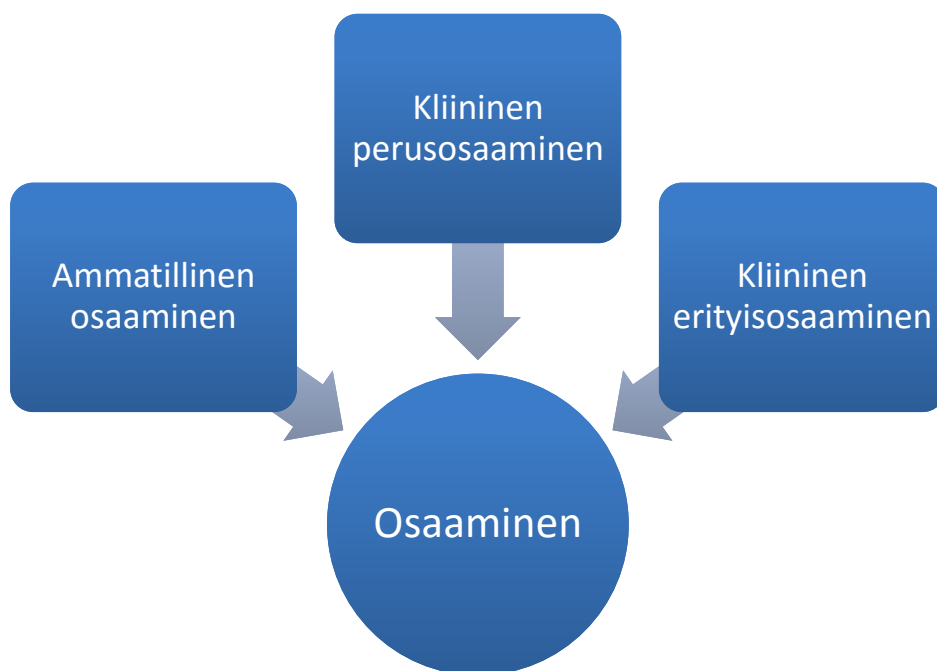 Kliininen
perusosaaminen
Ammatillinen
osaaminen
Kliininen
erityisosaaminen
Osaaminen